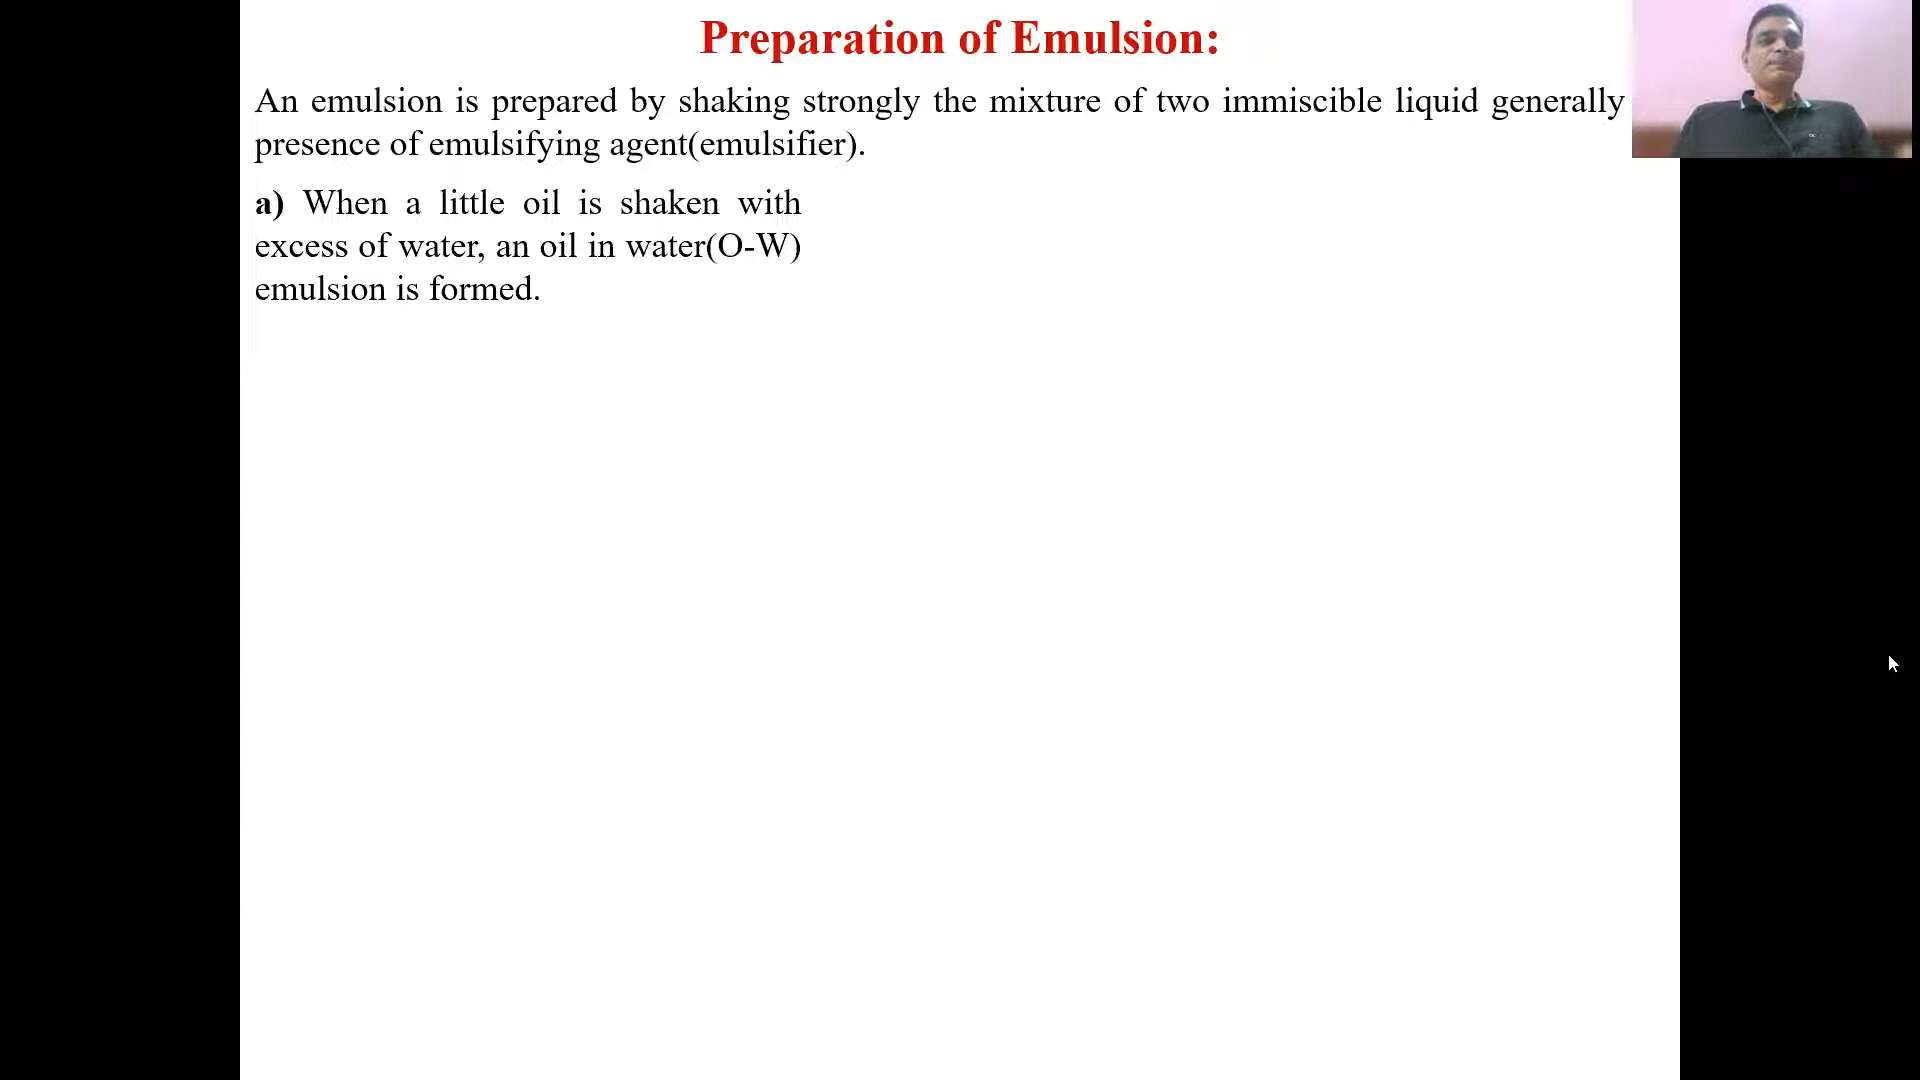 Preparation of Emulsion:
An emulsion is prepared by shaking strongly the mixture of two immiscible liquid generally
presence of emulsifying agent(emulsifier).
a) When a little oil is shaken with
excess of water, an oil in water(O-W)
emulsion is formed.